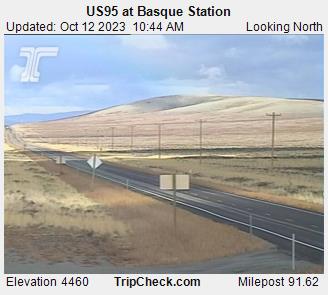 US95 at Basque Station
Updated: Oct 12 2023 10:44 AM Looking North
Elevation 4460 TripCheck.com Milepost 91.62